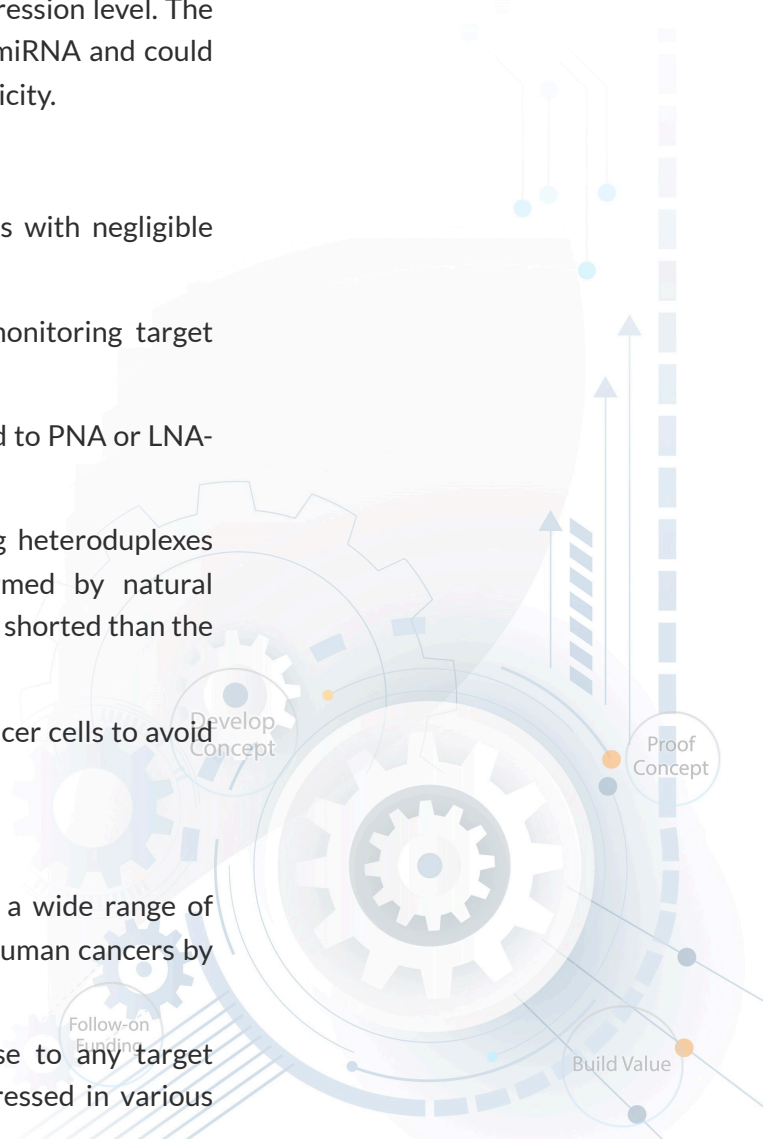 ression level. The
miRNA and could
icity.
s with negligible
monitoring target
d to PNA or LNA-
g heteroduplexes
rmed by natural
shorted than the
cer cells to avoid
Develop
Concept
Proof
Concept
a wide range of
uman cancers by
Follow-on
Funding
se to any target
Build Value
ressed in various